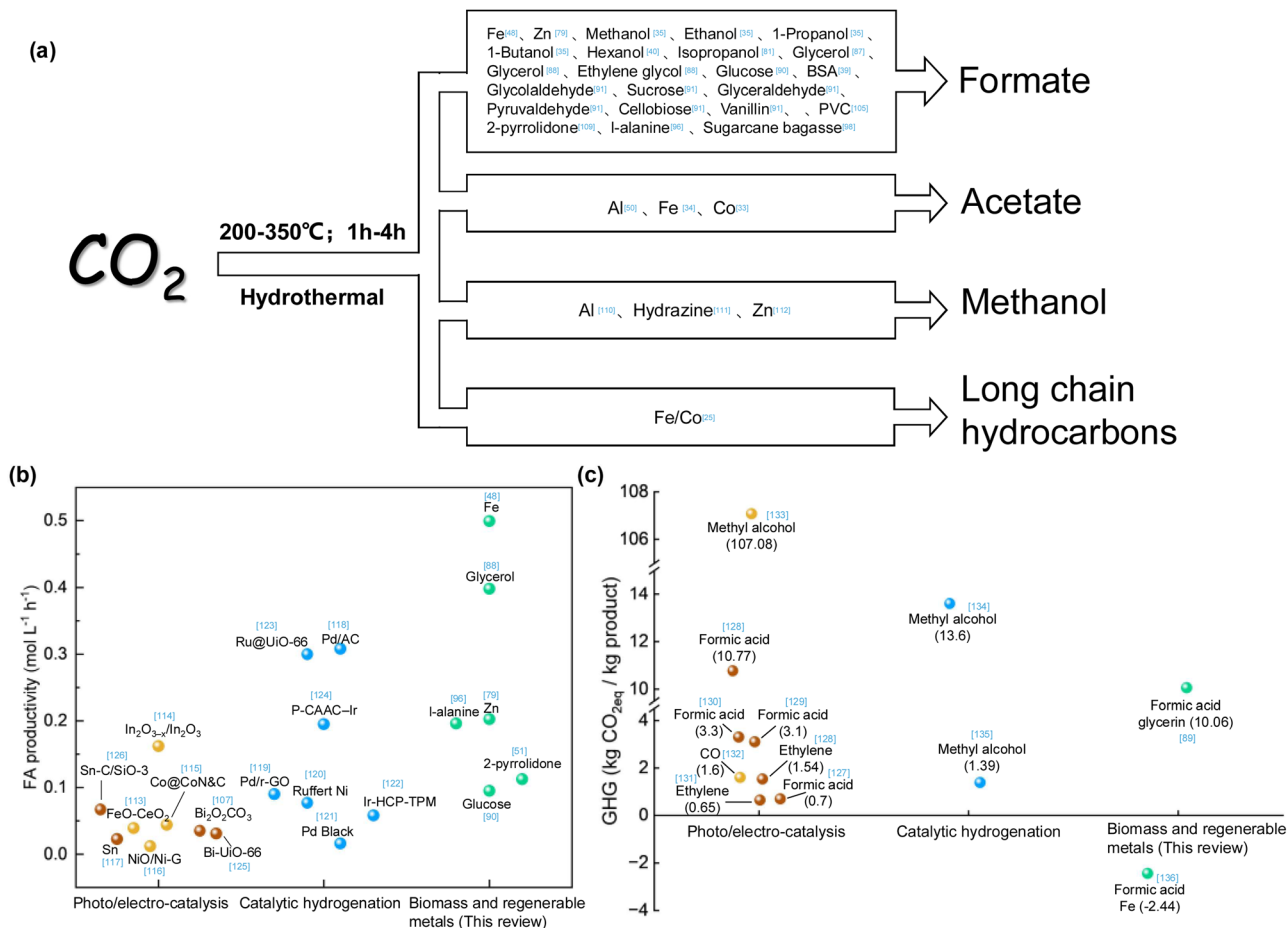 (a)
Fe[48]、Zn [79]、Methanol[35]、Ethanol[35]、1-Propanol[35]、
1-Butanol[35]、Hexanol[40]、Isopropanol[81]、Glycerol[87]、
Glycerol[88]、Ethylene glycol[88]、Glucose[90]、BSA[39]、
Glycolaldehyde[91]、Sucrose[91]、Glyceraldehyde[91]、
Pyruvaldehyde[91]、Cellobiose[91]、Vanillin[91]、 、PVC[105]
2-pyrrolidone[109]、l-alanine[96]、Sugarcane bagasse[98]
Formate
Al[50]、Fe [34]、Co[33]
Acetate
CO2
200-350℃；1h-4h
Hydrothermal
Al [110]、Hydrazine[111]、Zn[112]
Methanol
Fe/Co[25]
Long chain
hydrocarbons
(b)
FA productivity (mol L-1 h-1)
0.5
0.4
0.3
0.2
0.1
0.0
[48]
Fe
[88]
Glycerol
[123]
Ru@UiO-66
[118]
Pd/AC
[124]
P-CAAC–Ir
[96]
l-alanine
[79]
Zn
[114]
In2O3-x/In2O3
[126]
Sn-C/SiO-3
[115]
Co@CoN&C
[113]
FeO-CeO2
[107]
Bi2O2CO3
Sn
[117]
NiO/Ni-G
[116]
Bi-UiO-66
[125]
[119]
Pd/r-GO
[120]
Ruffert Ni
[121]
Pd Black
[122]
Ir-HCP-TPM
[51]
2-pyrrolidone
Glucose
[90]
Photo/electro-catalysis
Catalytic hydrogenation
Biomass and regenerable
metals (This review)
(c)
GHG (kg CO2eq / kg product)
108
106
14
12
10
4
2
0
−2
−4
[133]
Methyl alcohol
(107.08)
[128]
Formic acid
(10.77)
[130]
Formic acid
(3.3)
[129]
Formic acid
(3.1)
[132]
CO
(1.6)
[128]
Ethylene
(1.54)
[131]
Ethylene
(0.65)
[127]
Formic acid
(0.7)
[134]
Methyl alcohol
(13.6)
[135]
Methyl alcohol
(1.39)
Formic acid
glycerin (10.06)
[89]
[136]
Formic acid
Fe (-2.44)
Photo/electro-catalysis
Catalytic hydrogenation
Biomass and regenerable
metals (This review)